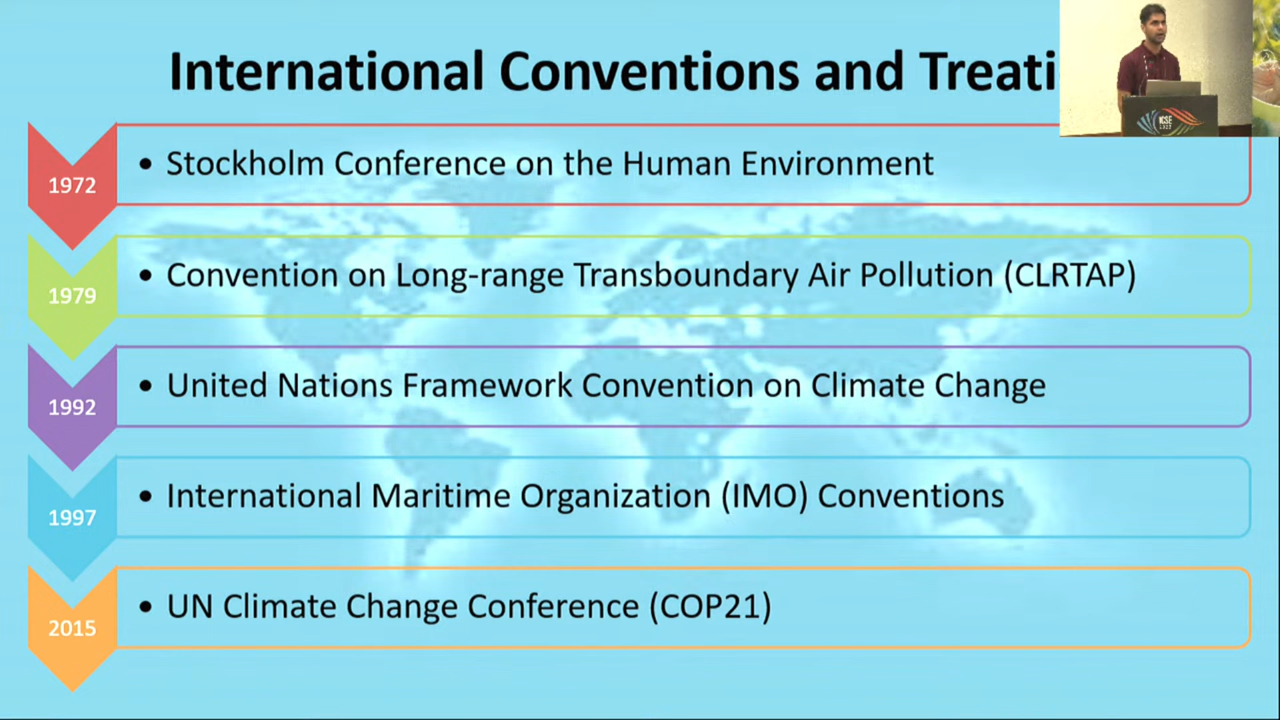 International Conventions and Treati
1972
• Stockholm Conference on the Human Environment
1979
• Convention on Long-range Transboundary Air Pollution (CLRTAP)
1992
• United Nations Framework Convention on Climate Change
1997
• International Maritime Organization (IMO) Conventions
2015
• UN Climate Change Conference (COP21)
ICSE